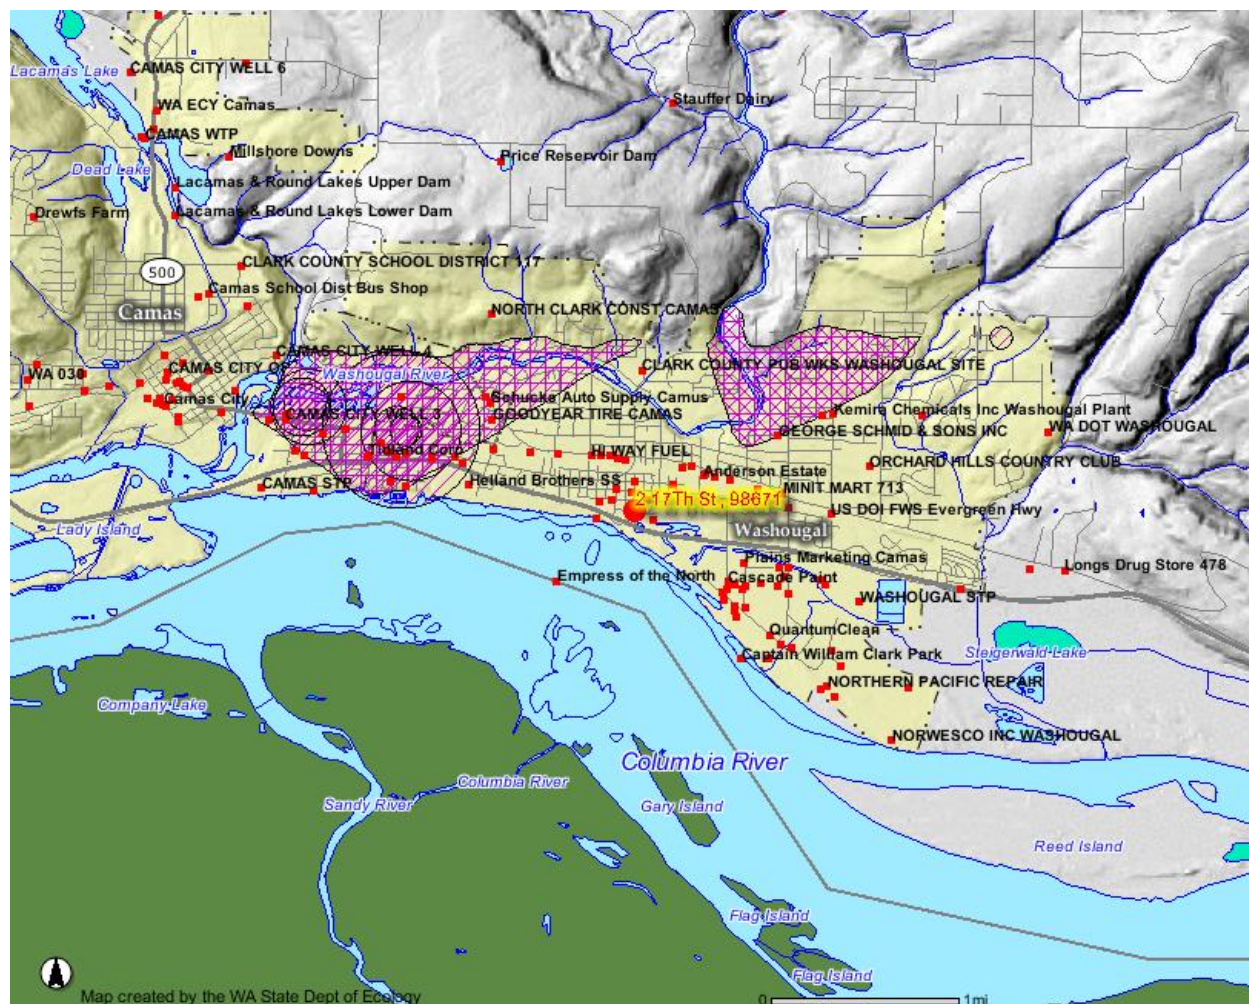 Lacamas Lake
CAMAS CITY WELL 6
WA ECY Camas
Stauffer Dairy
CAMAS WTP
Millshore Downs
Price Reservoir Dam
Dead Lake
Lacamas & Round Lakes Upper Dam
Drewfs Farm
Lacamas & Round Lakes Lower Dam
CLARK COUNTY SCHOOL DISTRICT 117
500
Camas School Dist Bus Shop
Camas
NORTH CLARK CONST CAMAS
CAMAS CITY WELL 4
CAMAS CITY OF
WA 030
Washougal River
CLARK COUNTY PUB WKS WASHOUGAL SITE
Camas City
Schucks Auto Supply Camus
CAMAS CITY WELL 3
GOODYEAR TIRE CAMAS
Kemira Chemicals Inc Washougal Plant
GEORGE SCHMID & SONS INC
WA DOT WASHOUGAL
HI WAY FUEL
ORCHARD HILLS COUNTRY CLUB
Anderson Estate
CAMAS STP
Helland Brothers SS
MINIT MART 713
2 17Th St , 98671
US DOI FWS Evergreen Hwy
Lady Island
Washougal
Plains Marketing Camas
Longs Drug Store 478
Empress of the North
Cascade Paint
WASHOUGAL STP
QuantumClean
Captain William Clark Park
Steigerwald Lake
NORTHERN PACIFIC REPAIR
Company Lake
NORWESCO INC WASHOUGAL
Columbia River
Columbia River
Sandy River
Gary Island
Reed Island
Flag Island
Flag Island
Map created by the WA State Dept of Ecology
0 1mi